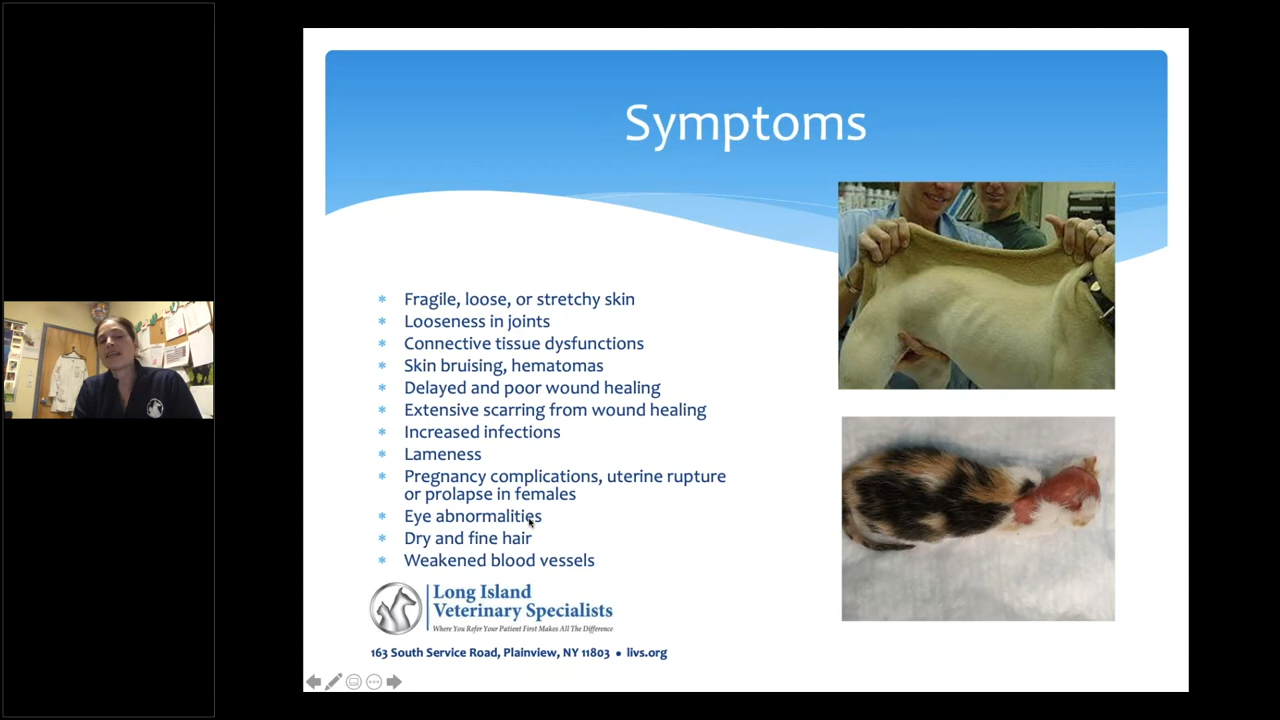 Symptoms
* Fragile, loose, or stretchy skin
* Looseness in joints
* Connective tissue dysfunctions
* Skin bruising, hematomas
* Delayed and poor wound healing
* Extensive scarring from wound healing
* Increased infections
* Lameness
* Pregnancy complications, uterine rupture
or prolapse in females
* Eye abnormalities
* Dry and fine hair
* Weakened blood vessels
Long Island
Veterinary Specialists
Where You Refer Your Patient First Makes All The Difference
163 South Service Road, Plainview, NY 11803 • livs.org